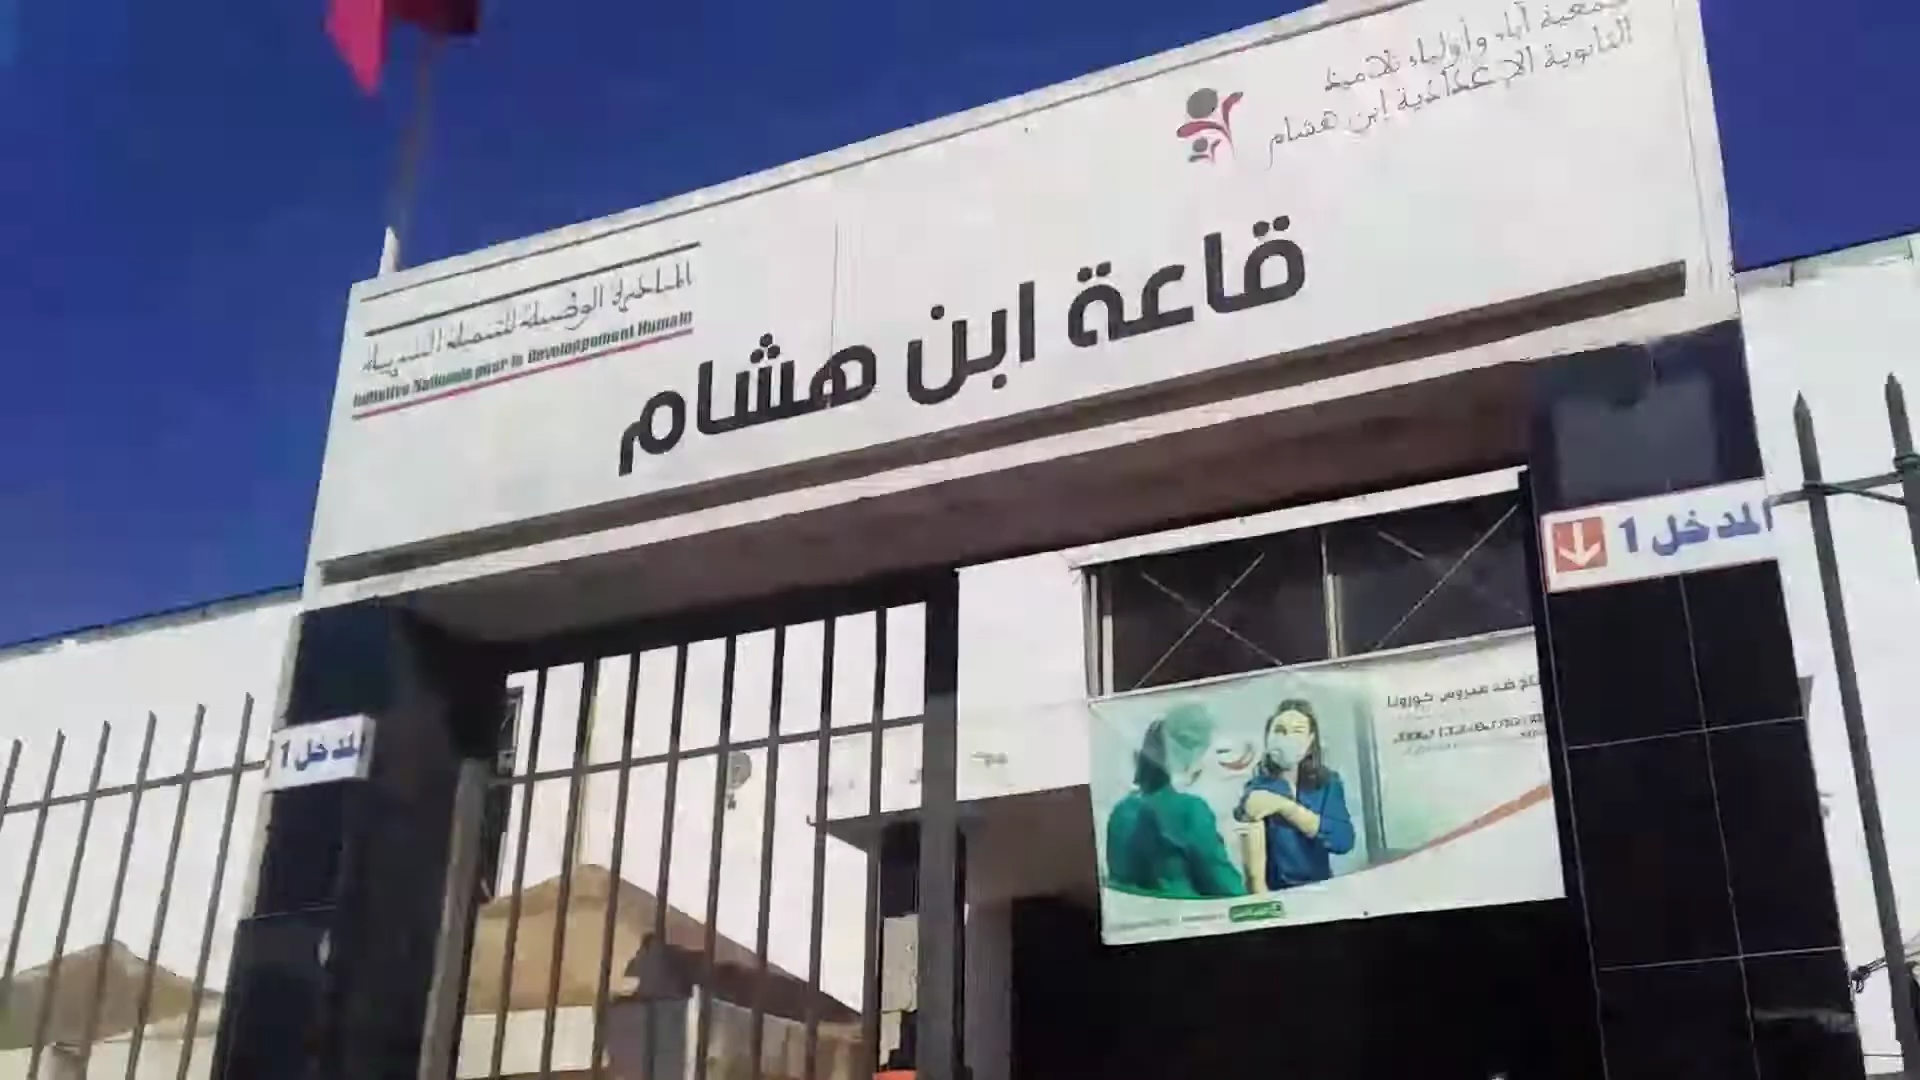 جمعية آباء وأولياء تلاميذ
الثانوية الإعدادية ابن هشام
المبادرة الوطنية للتنمية البشرية
Initiative Nationale pour le Développement Humain
قاعة ابن هشام
المدخل 1
المدخل 1
ضد فيروس كورونا